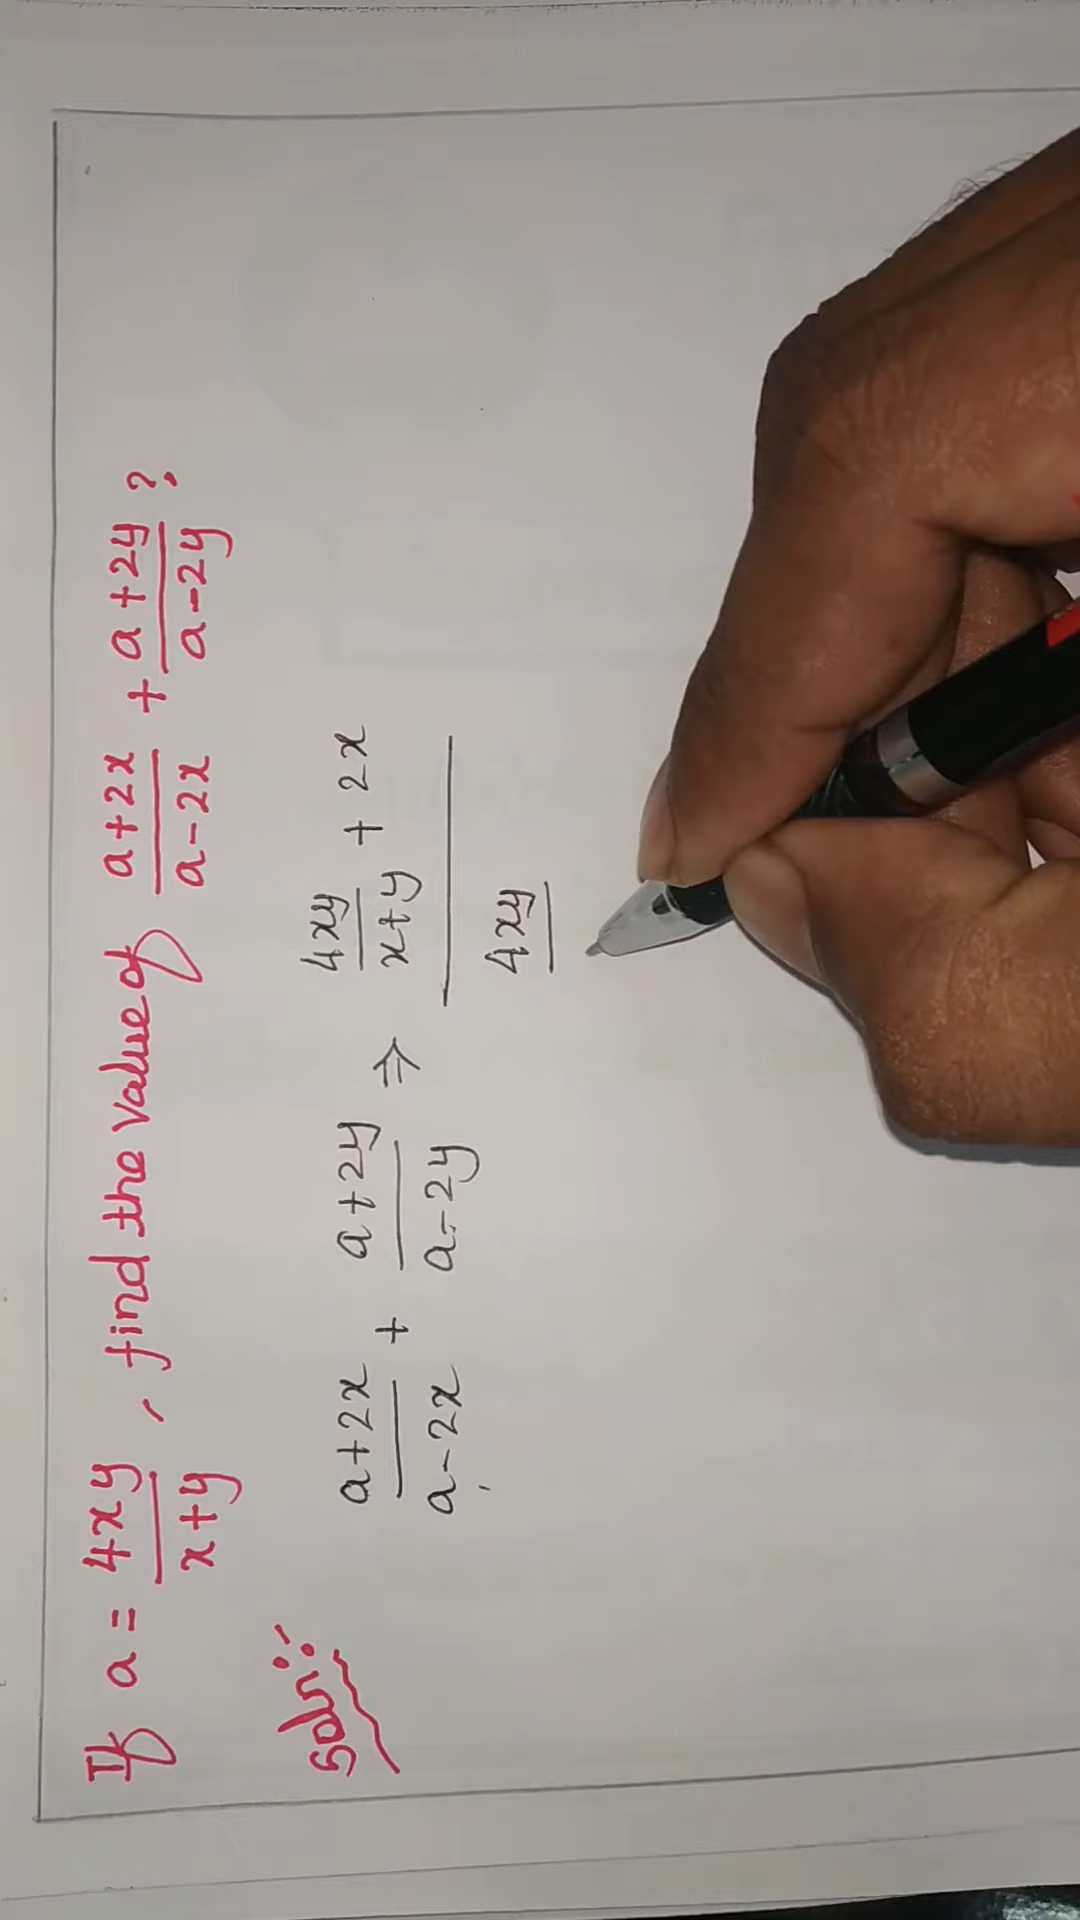 If a = 4xy/x+y , find the value of a+2x/a-2x + a+2y/a-2y ?
Soln:-
a+2x/a-2x + a+2y/a-2y ⇒ 4xy/x+y + 2x
4xy